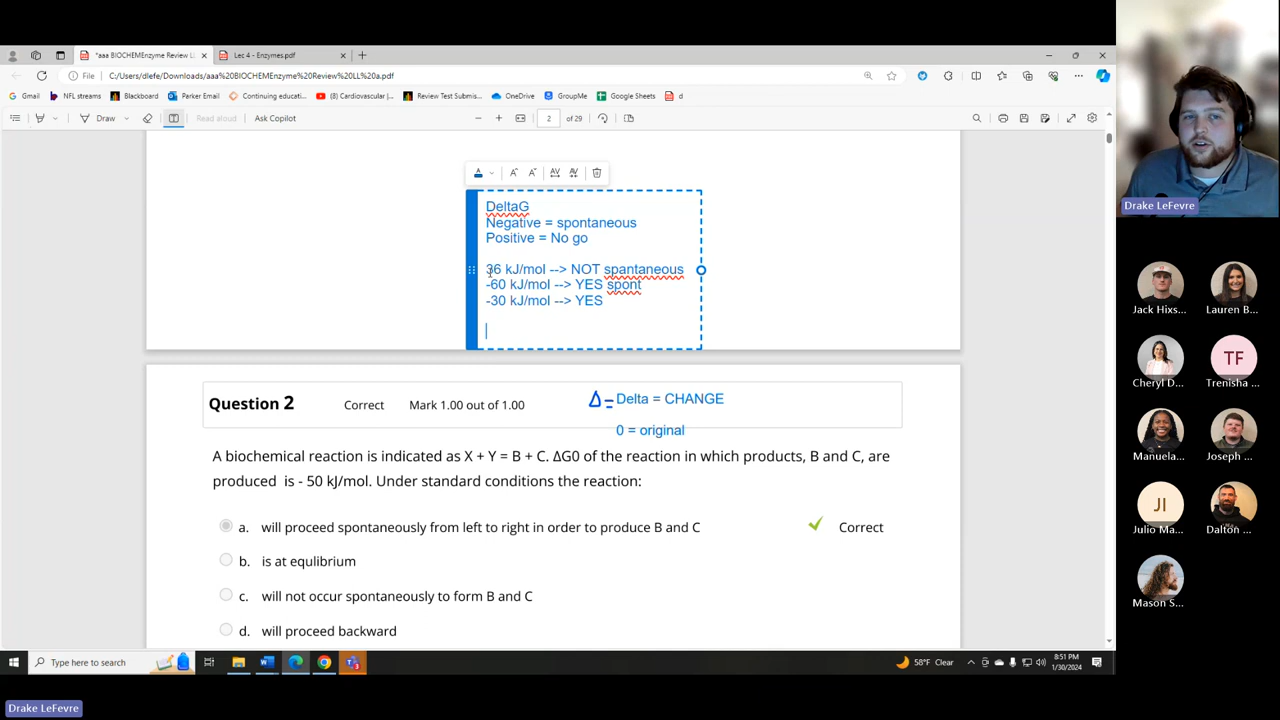 *aaa BIOCHEMEnzyme Review L
Lec 4 - Enzymes.pdf
File
C:/Users/dlefe/Downloads/aaa%20BIOCHEMEnzyme%20Review%20LL%20a.pdf
Gmail
NFL streams
Blackboard
Parker Email
Continuing educati...
(8) Cardiovascular |...
Review Test Submis...
OneDrive
GroupMe
Google Sheets
d
Draw
Read aloud
Ask Copilot
2
of 29
A
DeltaG
Negative = spontaneous
Positive = No go
36 kJ/mol --> NOT spantaneous
-60 kJ/mol --> YES spont
-30 kJ/mol --> YES
Question 2
Correct
Mark 1.00 out of 1.00
Δ = Delta = CHANGE
0 = original
A biochemical reaction is indicated as X + Y = B + C. ΔG0 of the reaction in which products, B and C, are
produced is - 50 kJ/mol. Under standard conditions the reaction:
a. will proceed spontaneously from left to right in order to produce B and C
Correct
b. is at equlibrium
c. will not occur spontaneously to form B and C
d. will proceed backward
Type here to search
58°F Clear
8:51 PM
1/30/2024
Drake LeFevre
Jack Hixs...
Lauren B...
Cheryl D...
TF
Trenisha ...
Manuela...
Joseph ...
JI
Julio Ma...
Dalton ...
Mason S...
Drake LeFevre